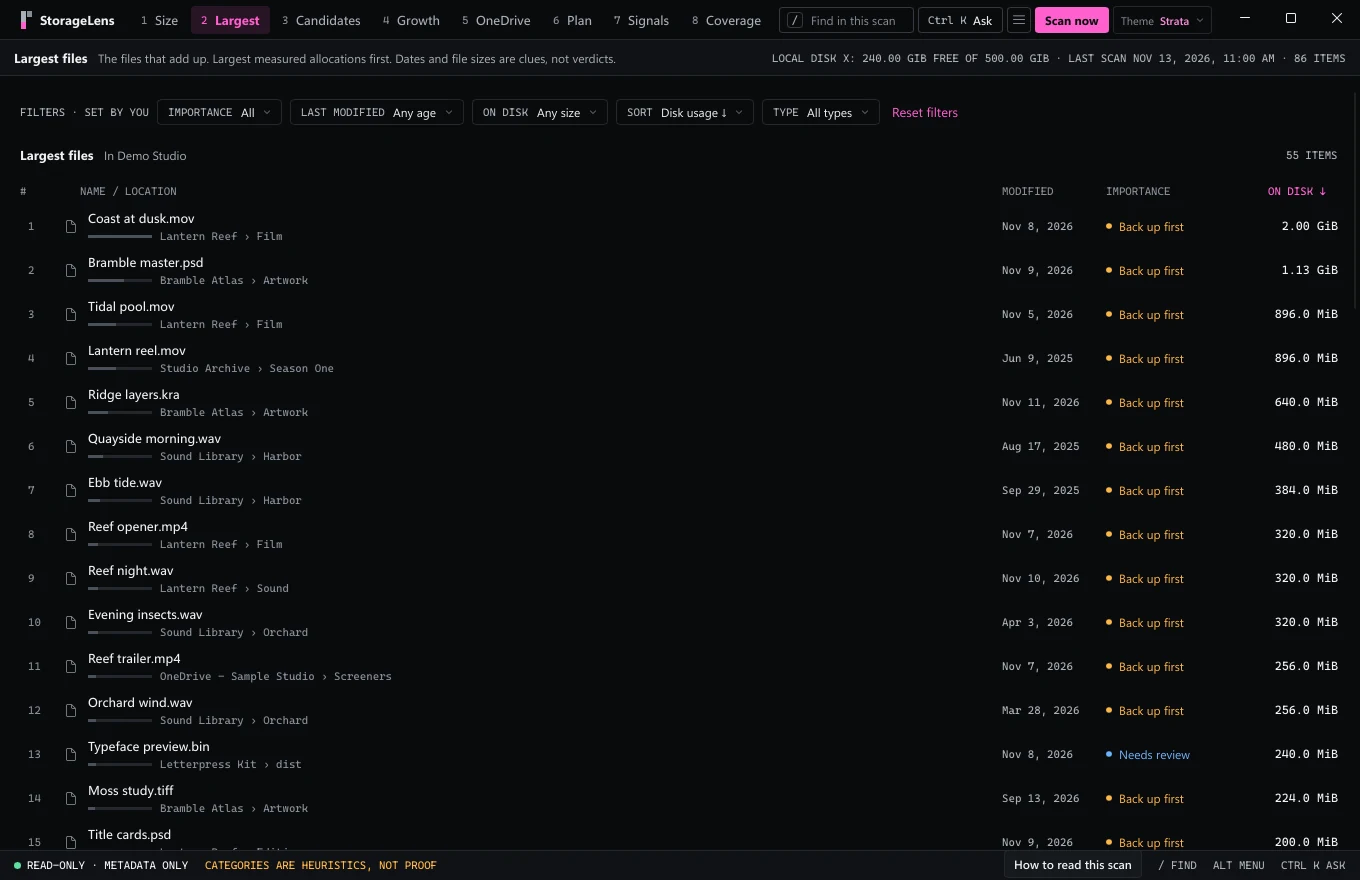 StorageLens 1 Size 2 Largest 3 Candidates 4 Growth 5 OneDrive 6 Plan 7 Signals 8 Coverage / Find in this scan Ctrl K Ask Scan now Theme Strata
Largest files The files that add up. Largest measured allocations first. Dates and file sizes are clues, not verdicts. LOCAL DISK X: 240.00 GIB FREE OF 500.00 GIB · LAST SCAN NOV 13, 2026, 11:00 AM · 86 ITEMS
FILTERS · SET BY YOU IMPORTANCE All LAST MODIFIED Any age ON DISK Any size SORT Disk usage ↓ TYPE All types Reset filters
Largest files In Demo Studio 55 ITEMS
# NAME / LOCATION MODIFIED IMPORTANCE ON DISK ↓
1 Coast at dusk.mov Nov 8, 2026 Back up first 2.00 GiB
Lantern Reef › Film
2 Bramble master.psd Nov 9, 2026 Back up first 1.13 GiB
Bramble Atlas › Artwork
3 Tidal pool.mov Nov 5, 2026 Back up first 896.0 MiB
Lantern Reef › Film
4 Lantern reel.mov Jun 9, 2025 Back up first 896.0 MiB
Studio Archive › Season One
5 Ridge layers.kra Nov 11, 2026 Back up first 640.0 MiB
Bramble Atlas › Artwork
6 Quayside morning.wav Aug 17, 2025 Back up first 480.0 MiB
Sound Library › Harbor
7 Ebb tide.wav Sep 29, 2025 Back up first 384.0 MiB
Sound Library › Harbor
8 Reef opener.mp4 Nov 7, 2026 Back up first 320.0 MiB
Lantern Reef › Film
9 Reef night.wav Nov 10, 2026 Back up first 320.0 MiB
Lantern Reef › Sound
10 Evening insects.wav Apr 3, 2026 Back up first 320.0 MiB
Sound Library › Orchard
11 Reef trailer.mp4 Nov 7, 2026 Back up first 256.0 MiB
OneDrive – Sample Studio › Screeners
12 Orchard wind.wav Mar 28, 2026 Back up first 256.0 MiB
Sound Library › Orchard
13 Typeface preview.bin Nov 8, 2026 Needs review 240.0 MiB
Letterpress Kit › dist
14 Moss study.tiff Sep 13, 2026 Back up first 224.0 MiB
Bramble Atlas › Artwork
15 Title cards.psd Nov 9, 2026 Back up first 200.0 MiB
READ-ONLY · METADATA ONLY CATEGORIES ARE HEURISTICS, NOT PROOF How to read this scan / FIND ALT MENU CTRL K ASK